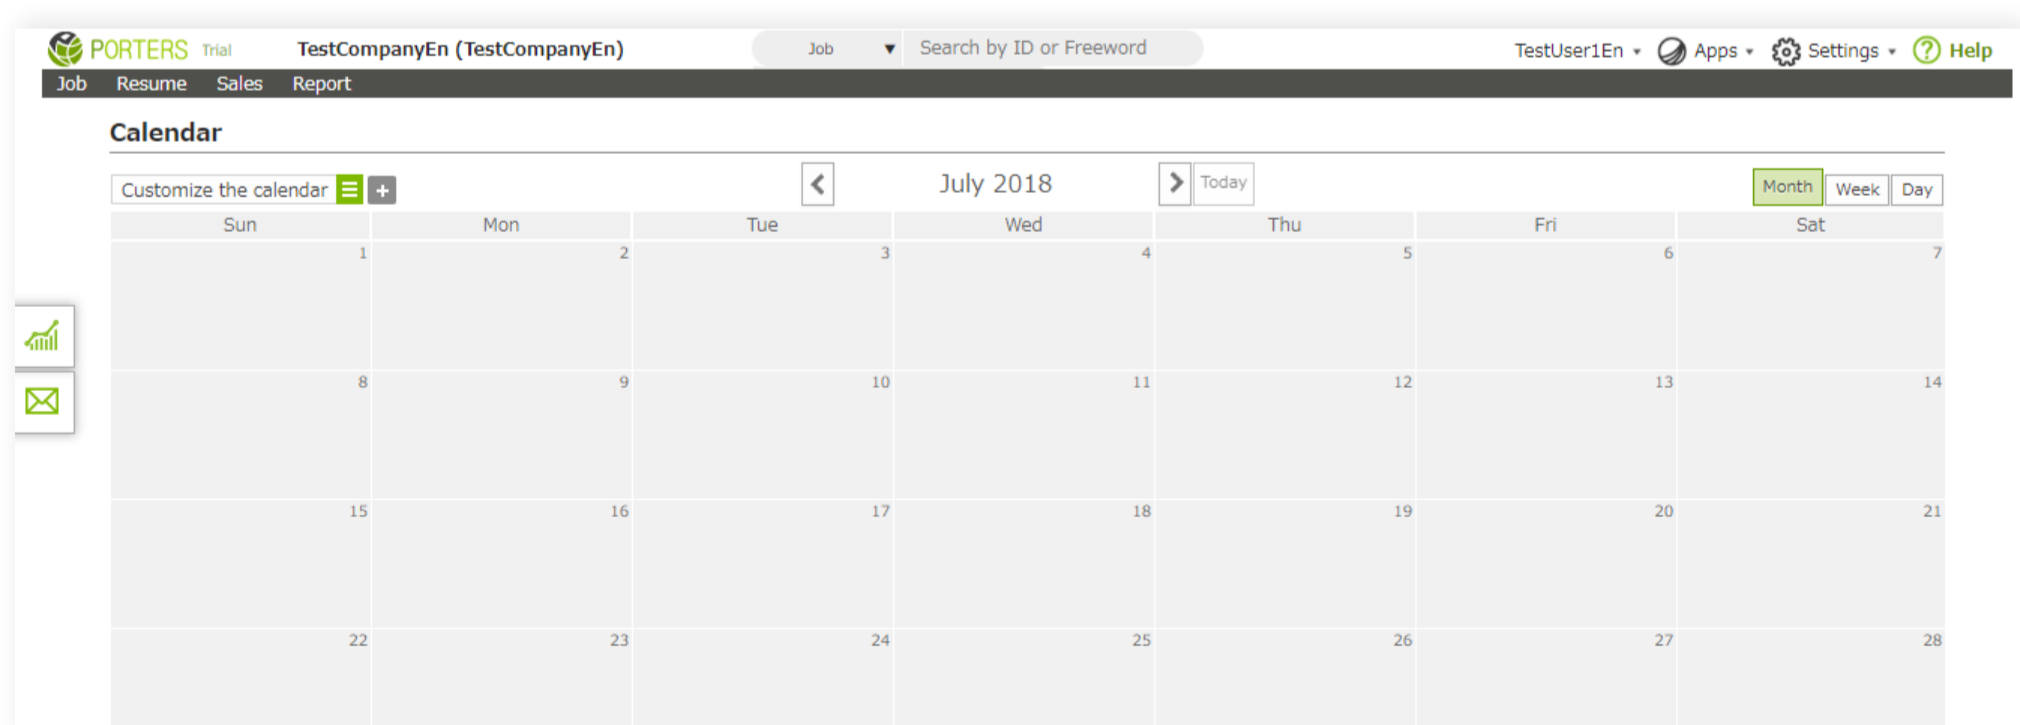 PORTERS Trial TestCompanyEn (TestCompanyEn) Job ▼ Search by ID or Freeword TestUser1En ▾ Apps ▾ Settings ▾ ? Help
Job Resume Sales Report
Calendar
Customize the calendar + July 2018 Today Month Week Day
Sun Mon Tue Wed Thu Fri Sat
1 2 3 4 5 6 7
8 9 10 11 12 13 14
15 16 17 18 19 20 21
22 23 24 25 26 27 28